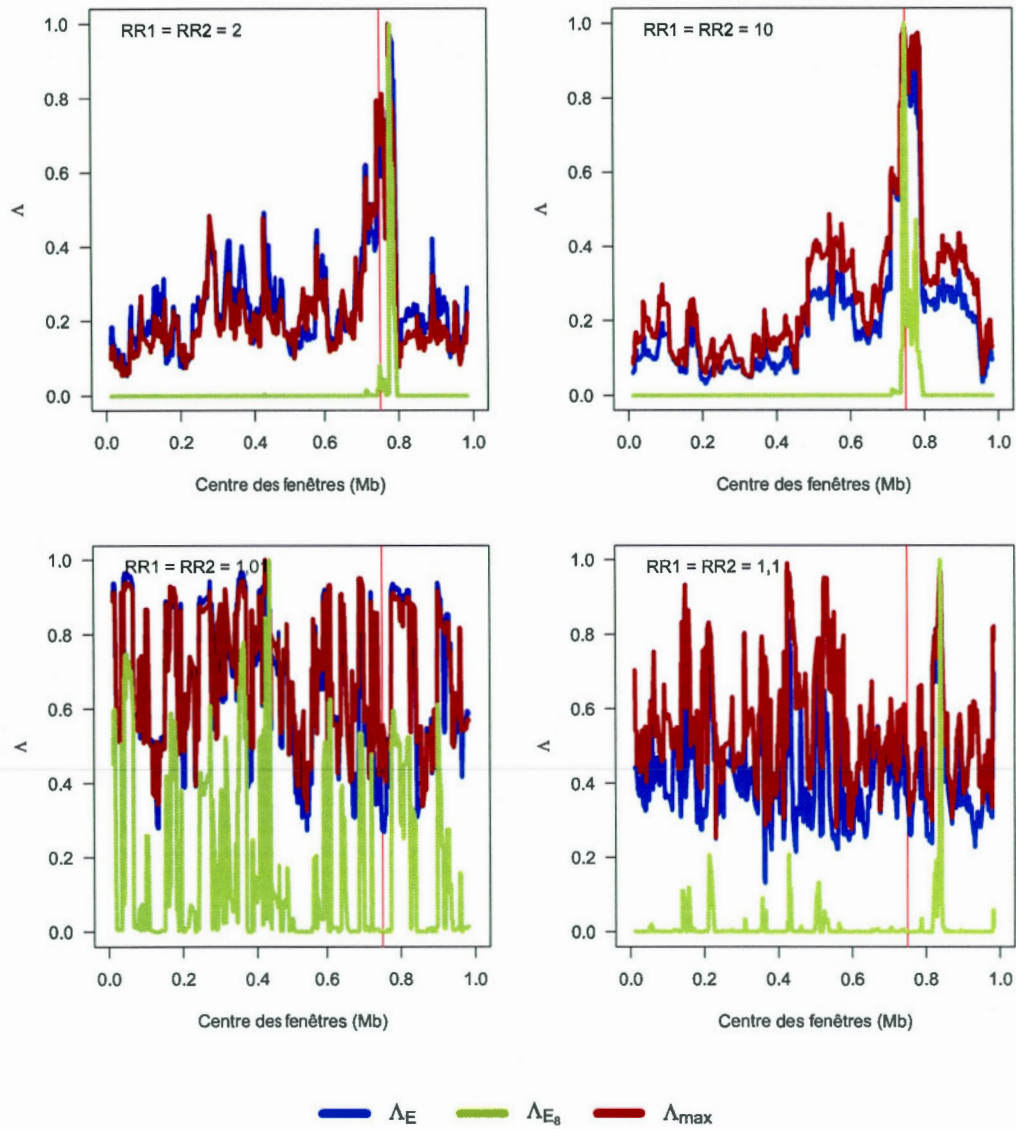 RR1 = RR2 = 2
1.0
0.8
0.6
0.4
0.2
0.0
Λ
0.0 0.2 0.4 0.6 0.8 1.0
Centre des fenêtres (Mb)
RR1 = RR2 = 10
1.0
0.8
0.6
0.4
0.2
0.0
Λ
0.0 0.2 0.4 0.6 0.8 1.0
Centre des fenêtres (Mb)
RR1 = RR2 = 1,01
1.0
0.8
0.6
0.4
0.2
0.0
Λ
0.0 0.2 0.4 0.6 0.8 1.0
Centre des fenêtres (Mb)
RR1 = RR2 = 1,1
1.0
0.8
0.6
0.4
0.2
0.0
Λ
0.0 0.2 0.4 0.6 0.8 1.0
Centre des fenêtres (Mb)
Λ_E Λ_E₈ Λ_max